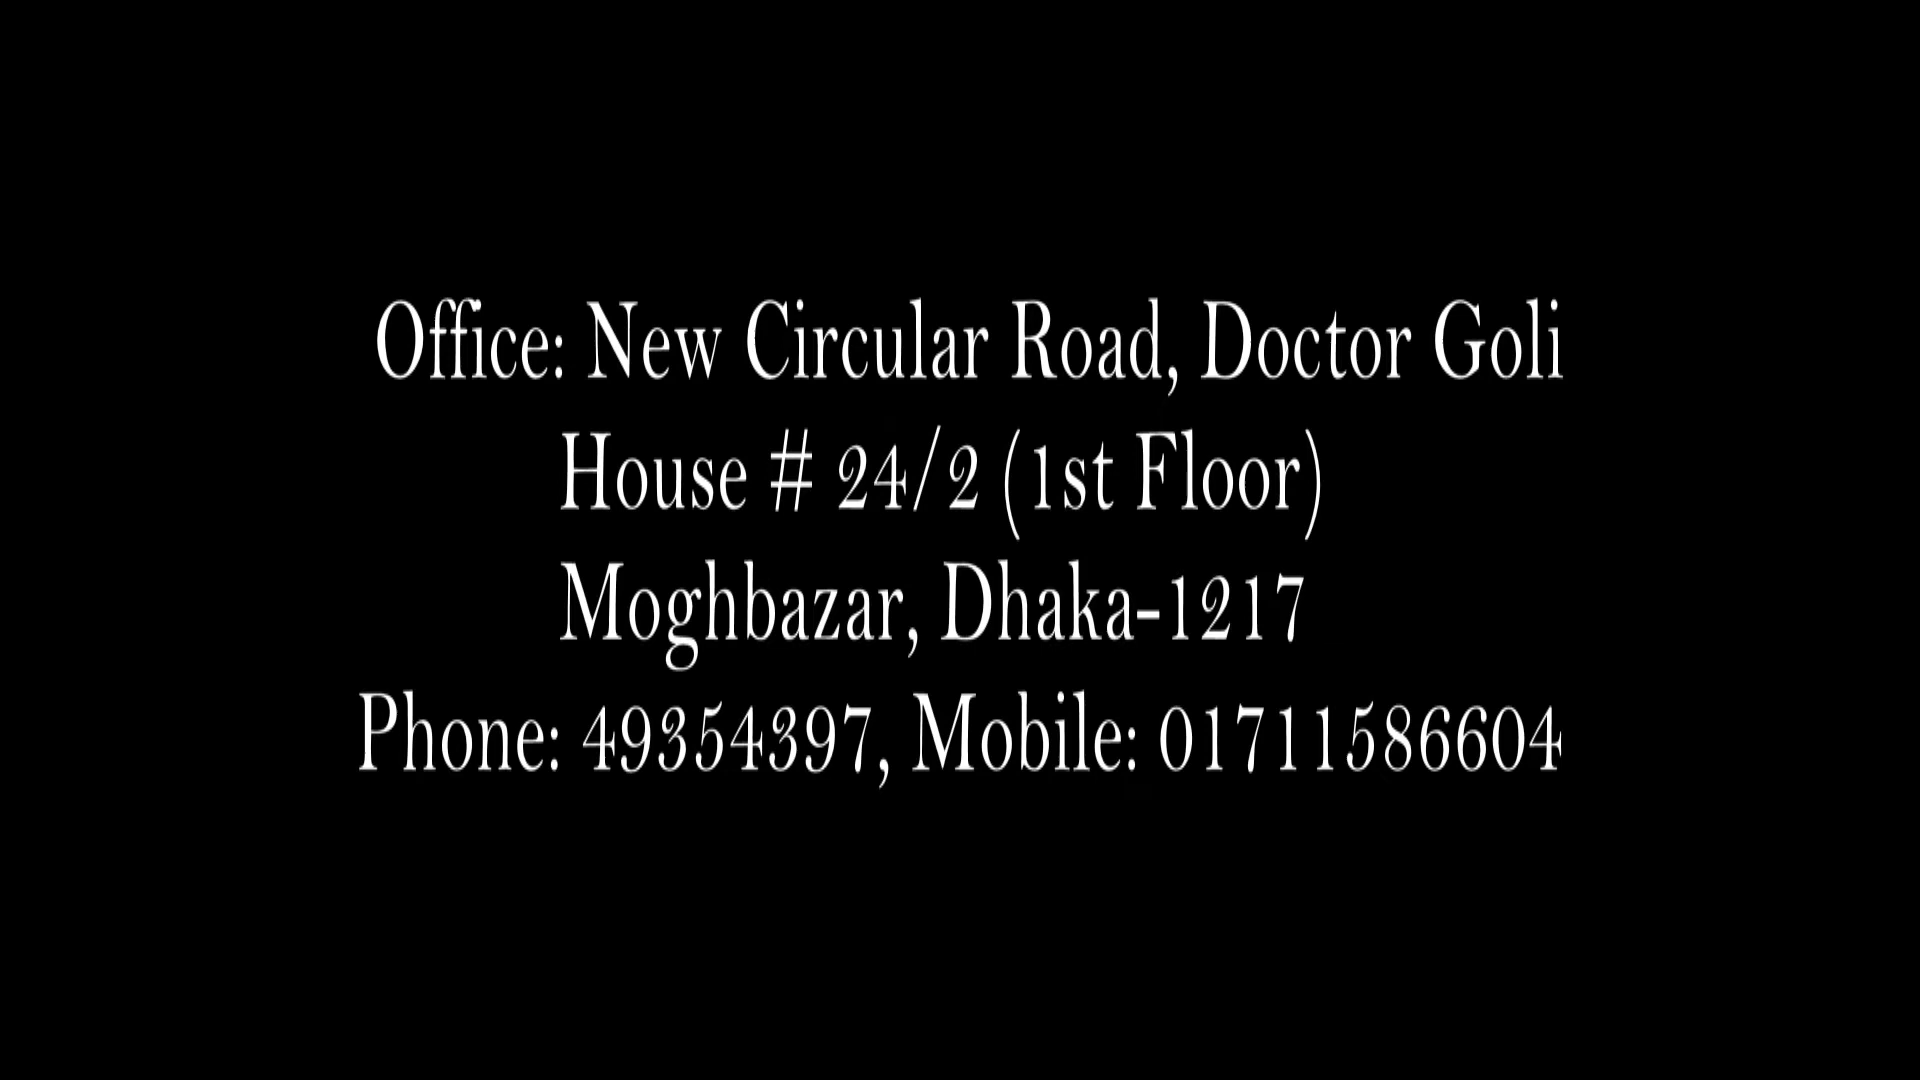 Office: New Circular Road, Doctor Goli
House # 24/2 (1st Floor)
Moghbazar, Dhaka-1217
Phone: 49354397, Mobile: 01711586604